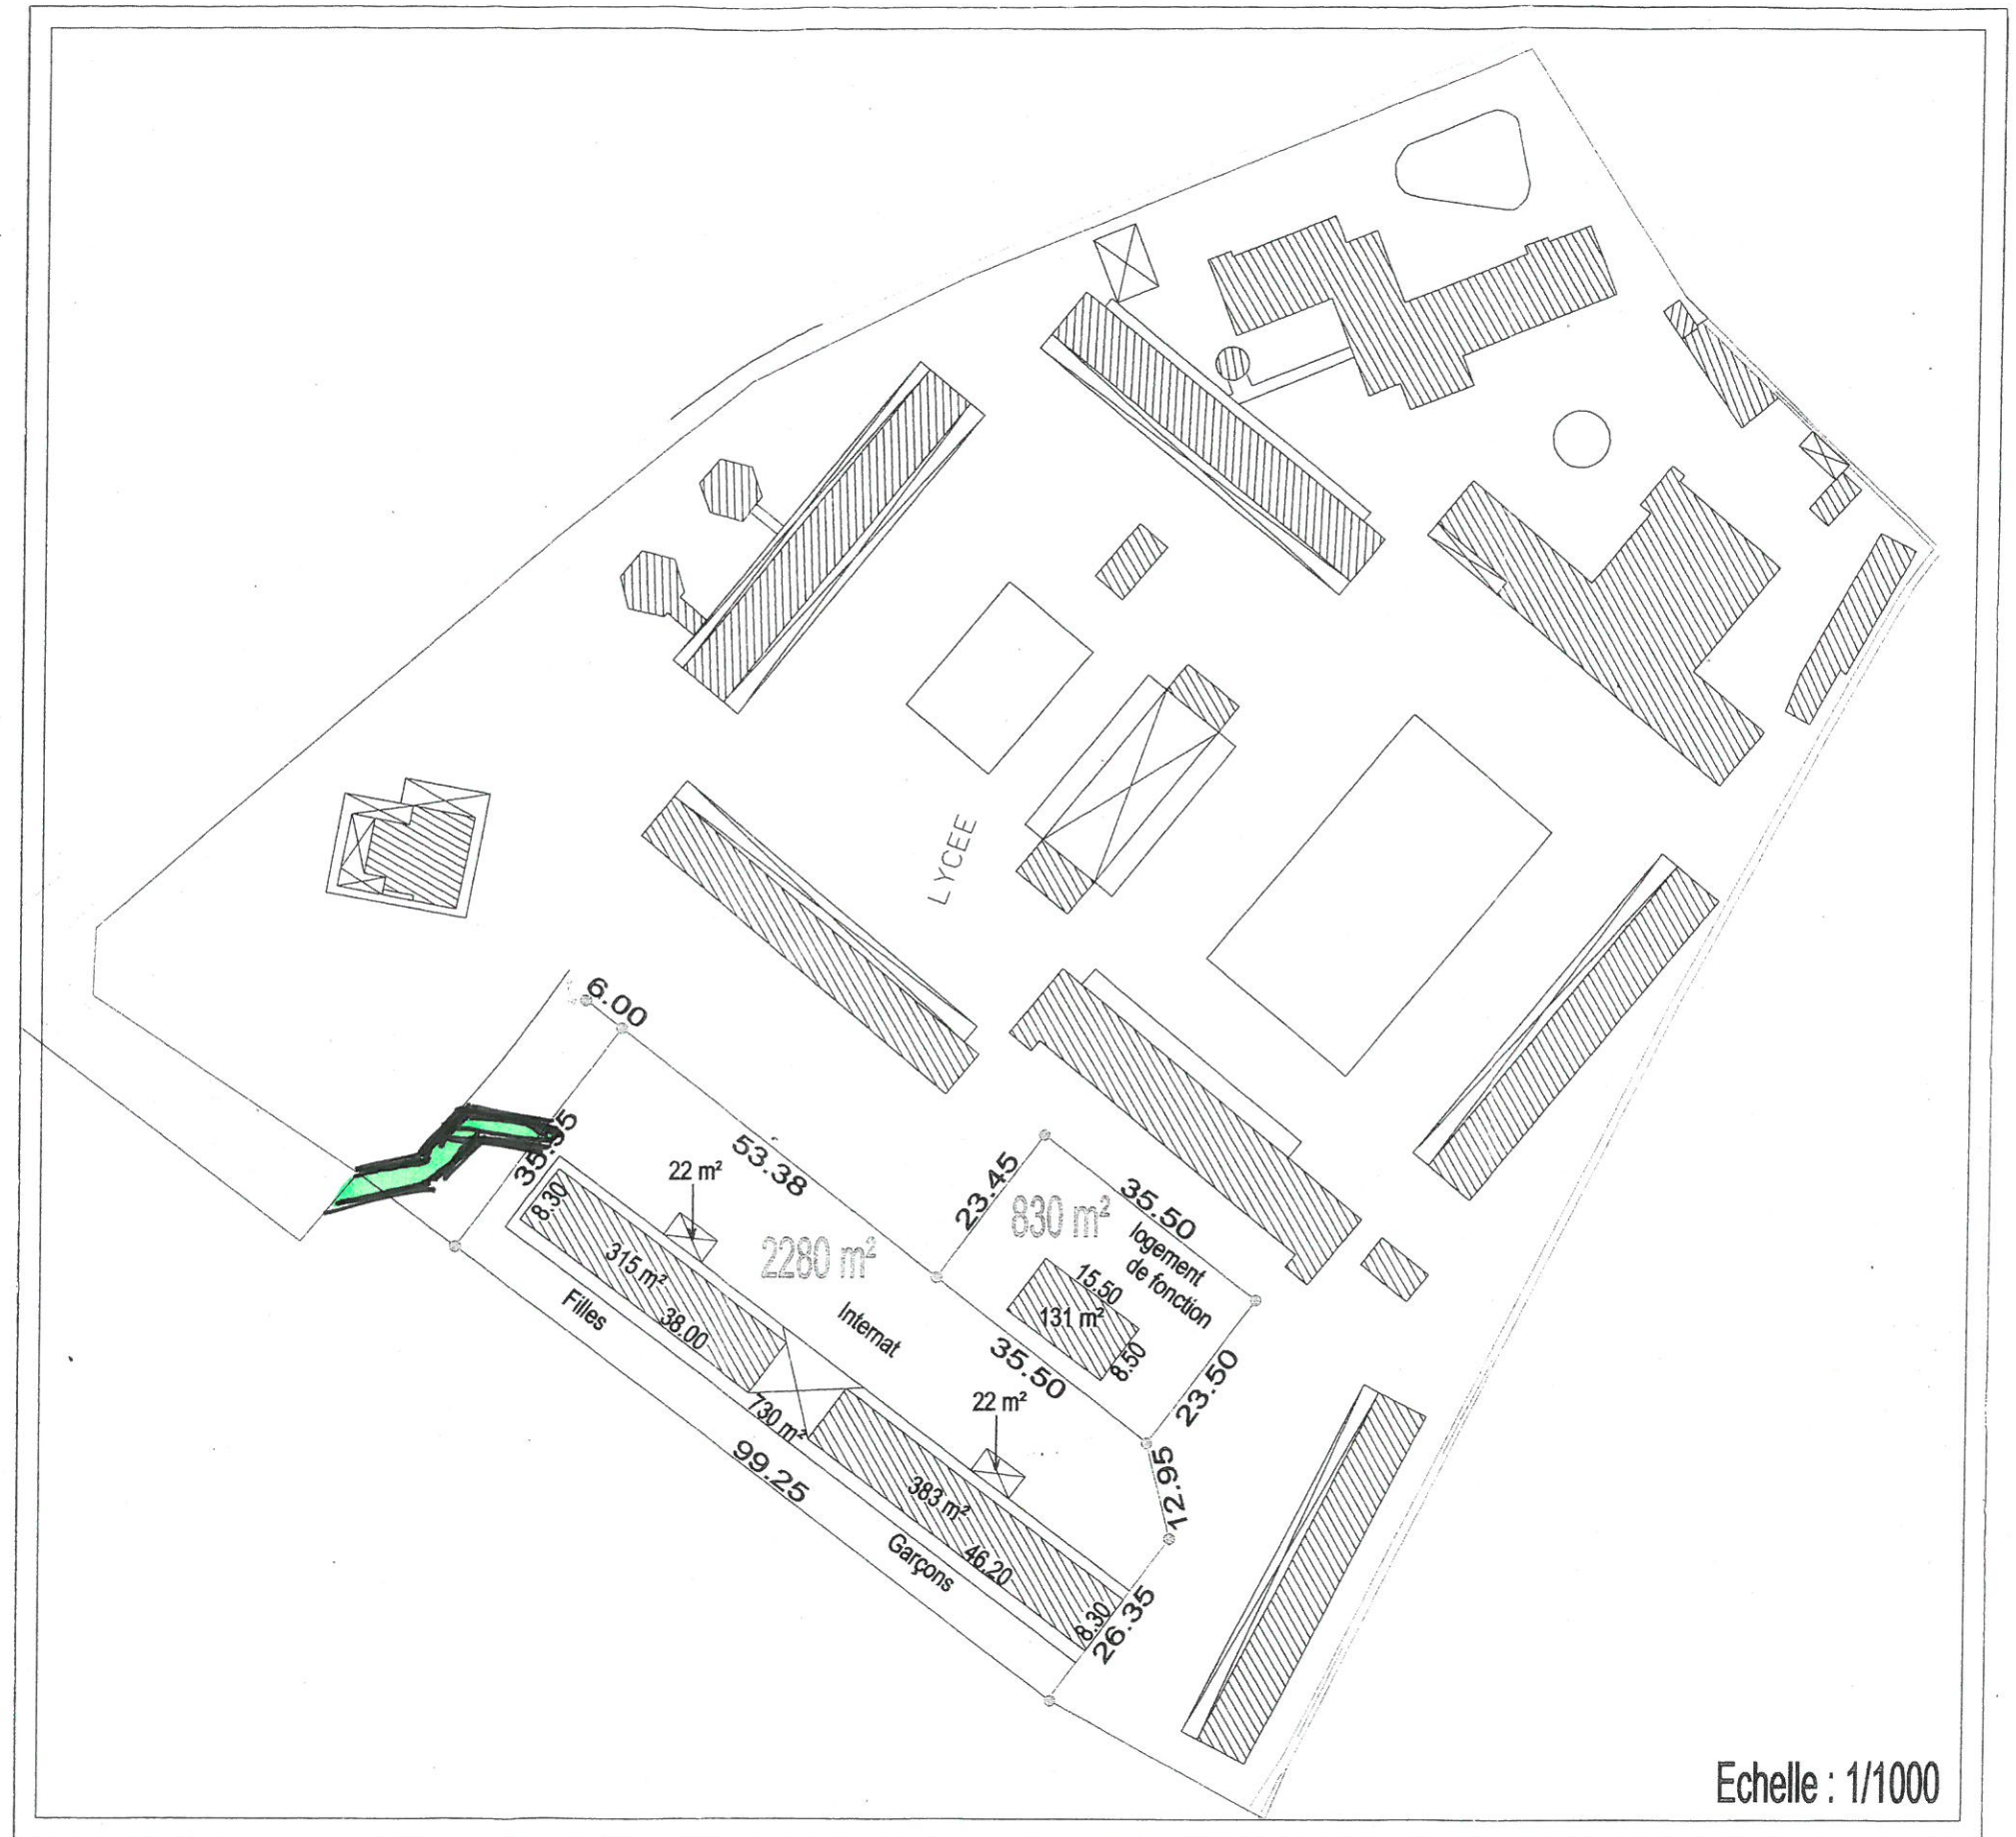 LYCEE
6.00
35.95
53.38
22 m²
8.30
315 m²
38.00
Filles
2280 m²
Internat
23.45
830 m²
35.50
logement
de fonction
15.50
131 m²
8.50
35.50
23.50
22 m²
730 m²
99.25
383 m²
46.20
Garçons
8.30
12.95
26.35
Echelle : 1/1000